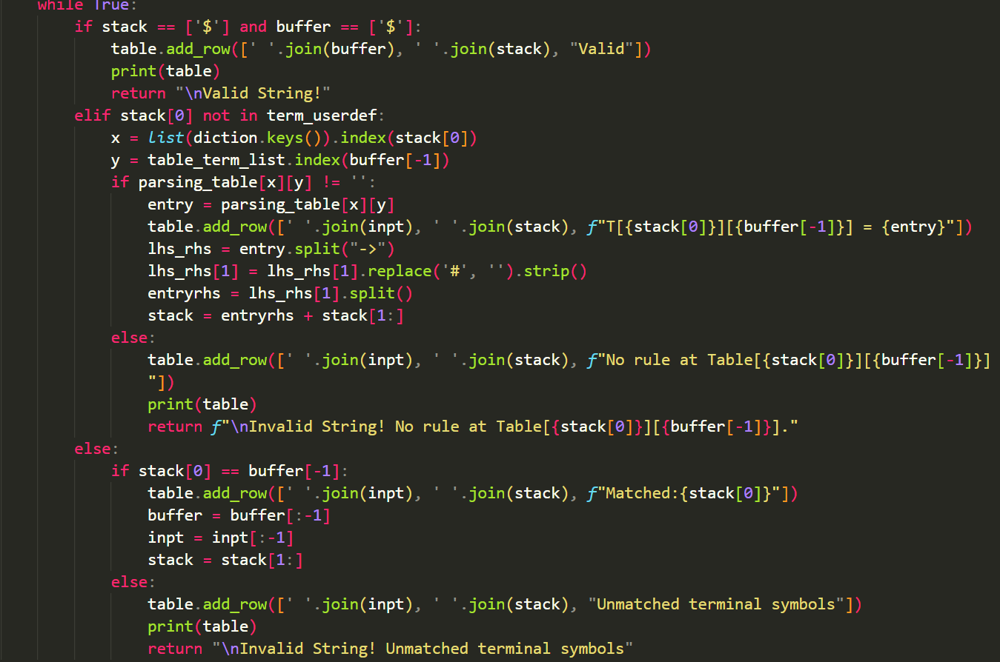 while True:
if stack == ['$'] and buffer == ['$']:
table.add_row([' '.join(buffer), ' '.join(stack), "Valid"])
print(table)
return "\nValid String!"
elif stack[0] not in term_userdef:
x = list(diction.keys()).index(stack[0])
y = table_term_list.index(buffer[-1])
if parsing_table[x][y] != '':
entry = parsing_table[x][y]
table.add_row([' '.join(inpt), ' '.join(stack), f"T[{stack[0]}][{buffer[-1]}] = {entry}"])
lhs_rhs = entry.split("->")
lhs_rhs[1] = lhs_rhs[1].replace('#', '').strip()
entryrhs = lhs_rhs[1].split()
stack = entryrhs + stack[1:]
else:
table.add_row([' '.join(inpt), ' '.join(stack), f"No rule at Table[{stack[0]}][{buffer[-1]}]
"])
print(table)
return f"\nInvalid String! No rule at Table[{stack[0]}][{buffer[-1]}]."
else:
if stack[0] == buffer[-1]:
table.add_row([' '.join(inpt), ' '.join(stack), f"Matched:{stack[0]}"])
buffer = buffer[:-1]
inpt = inpt[:-1]
stack = stack[1:]
else:
table.add_row([' '.join(inpt), ' '.join(stack), "Unmatched terminal symbols"])
print(table)
return "\nInvalid String! Unmatched terminal symbols"